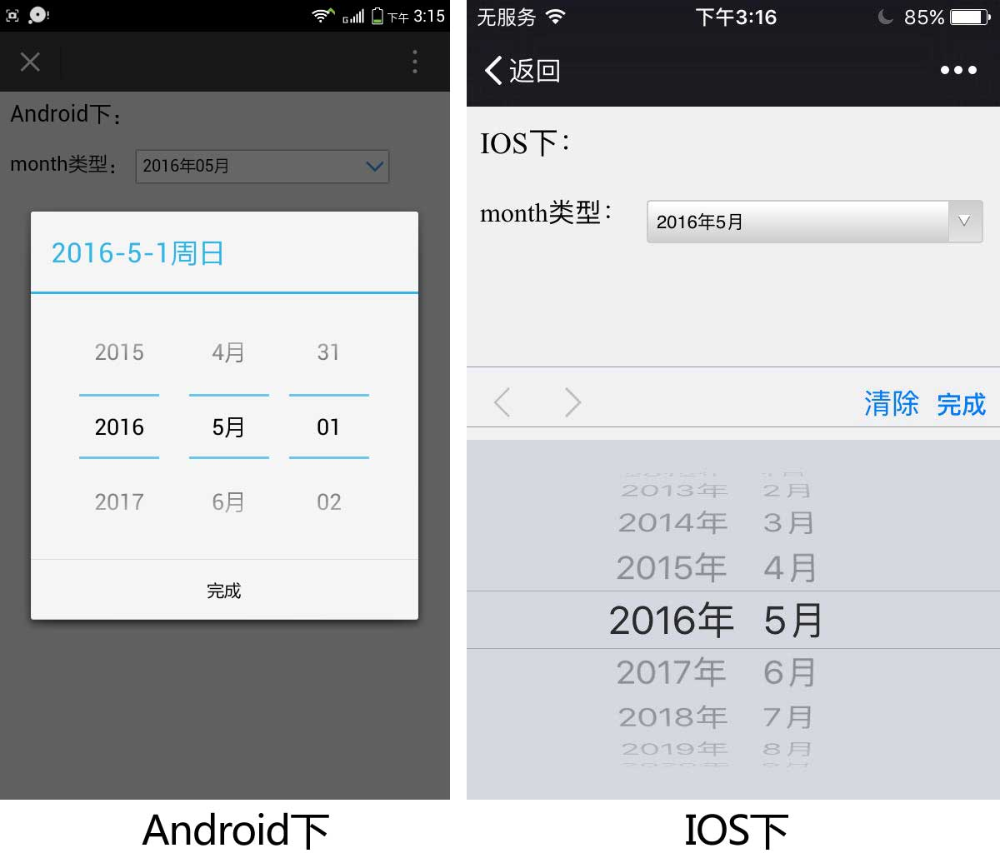 下午 3:15
Android下：
month类型：
2016年05月
2016-5-1周日
2015 4月 31
2016 5月 01
2017 6月 02
完成
Android下
无服务 下午3:16 85%
返回
IOS下：
month类型：
2016年5月
清除 完成
2013年 2月
2014年 3月
2015年 4月
2016年 5月
2017年 6月
2018年 7月
2019年 8月
IOS下